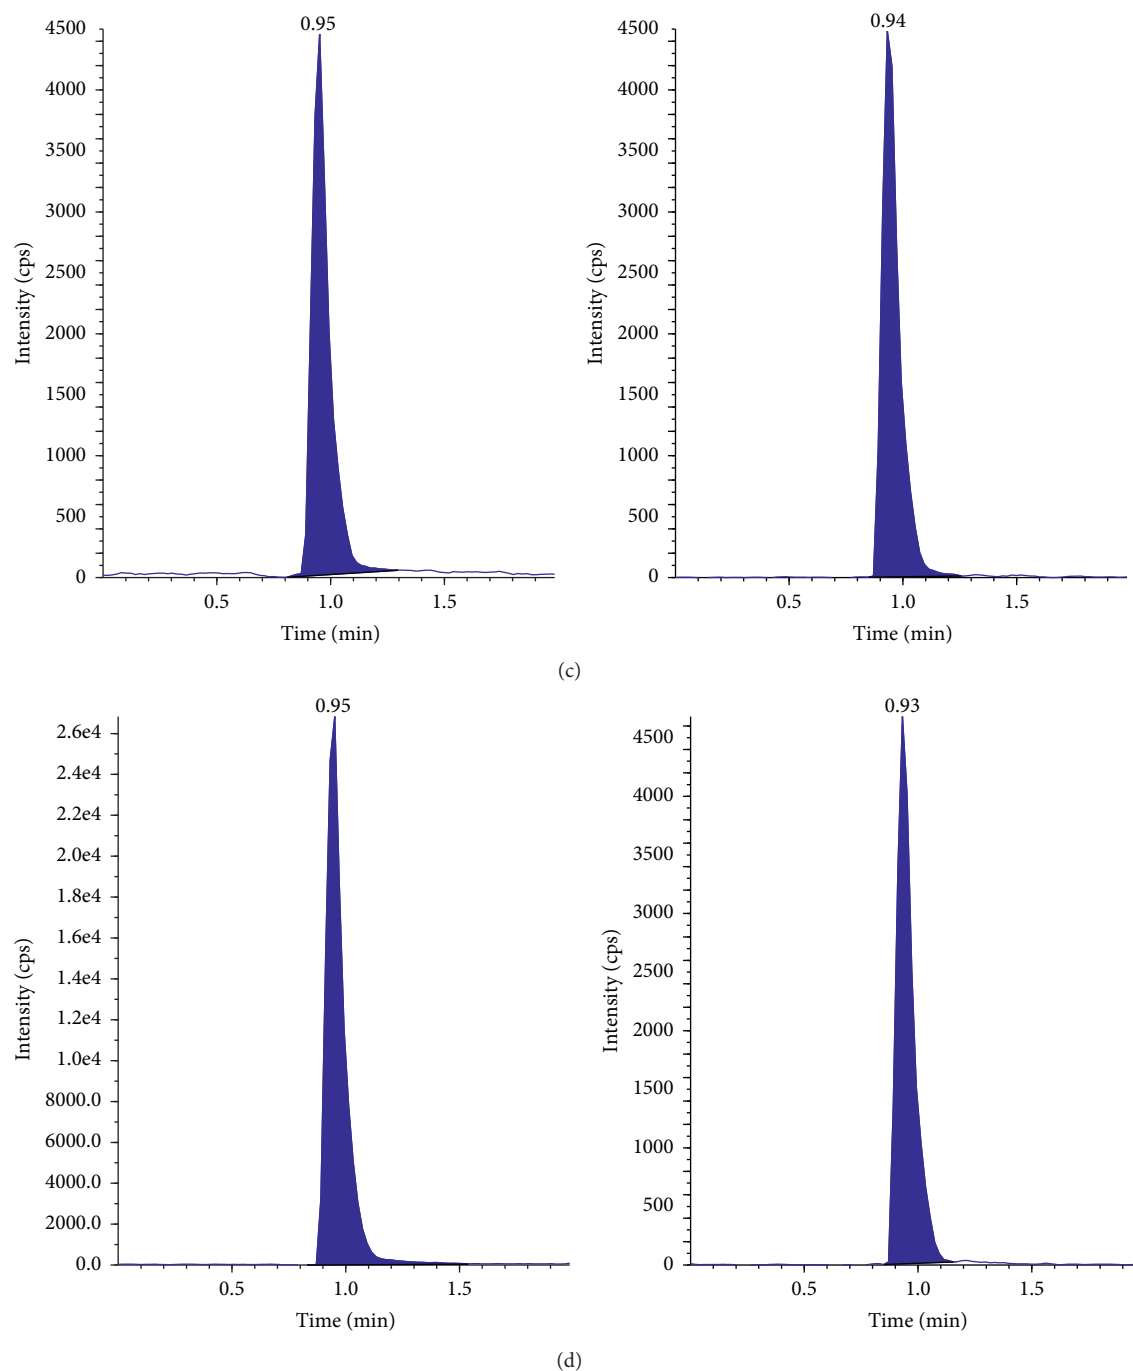 0.95
4500
4000
3500
3000
2500
2000
1500
1000
500
0
Intensity (cps)
0.5 1.0 1.5
Time (min)
0.94
4500
4000
3500
3000
2500
2000
1500
1000
500
0
Intensity (cps)
0.5 1.0 1.5
Time (min)
(c)
0.95
2.6e4
2.4e4
2.2e4
2.0e4
1.8e4
1.6e4
1.4e4
1.2e4
1.0e4
8000.0
6000.0
4000.0
2000.0
0.0
Intensity (cps)
0.5 1.0 1.5
Time (min)
0.93
4500
4000
3500
3000
2500
2000
1500
1000
500
0
Intensity (cps)
0.5 1.0 1.5
Time (min)
(d)